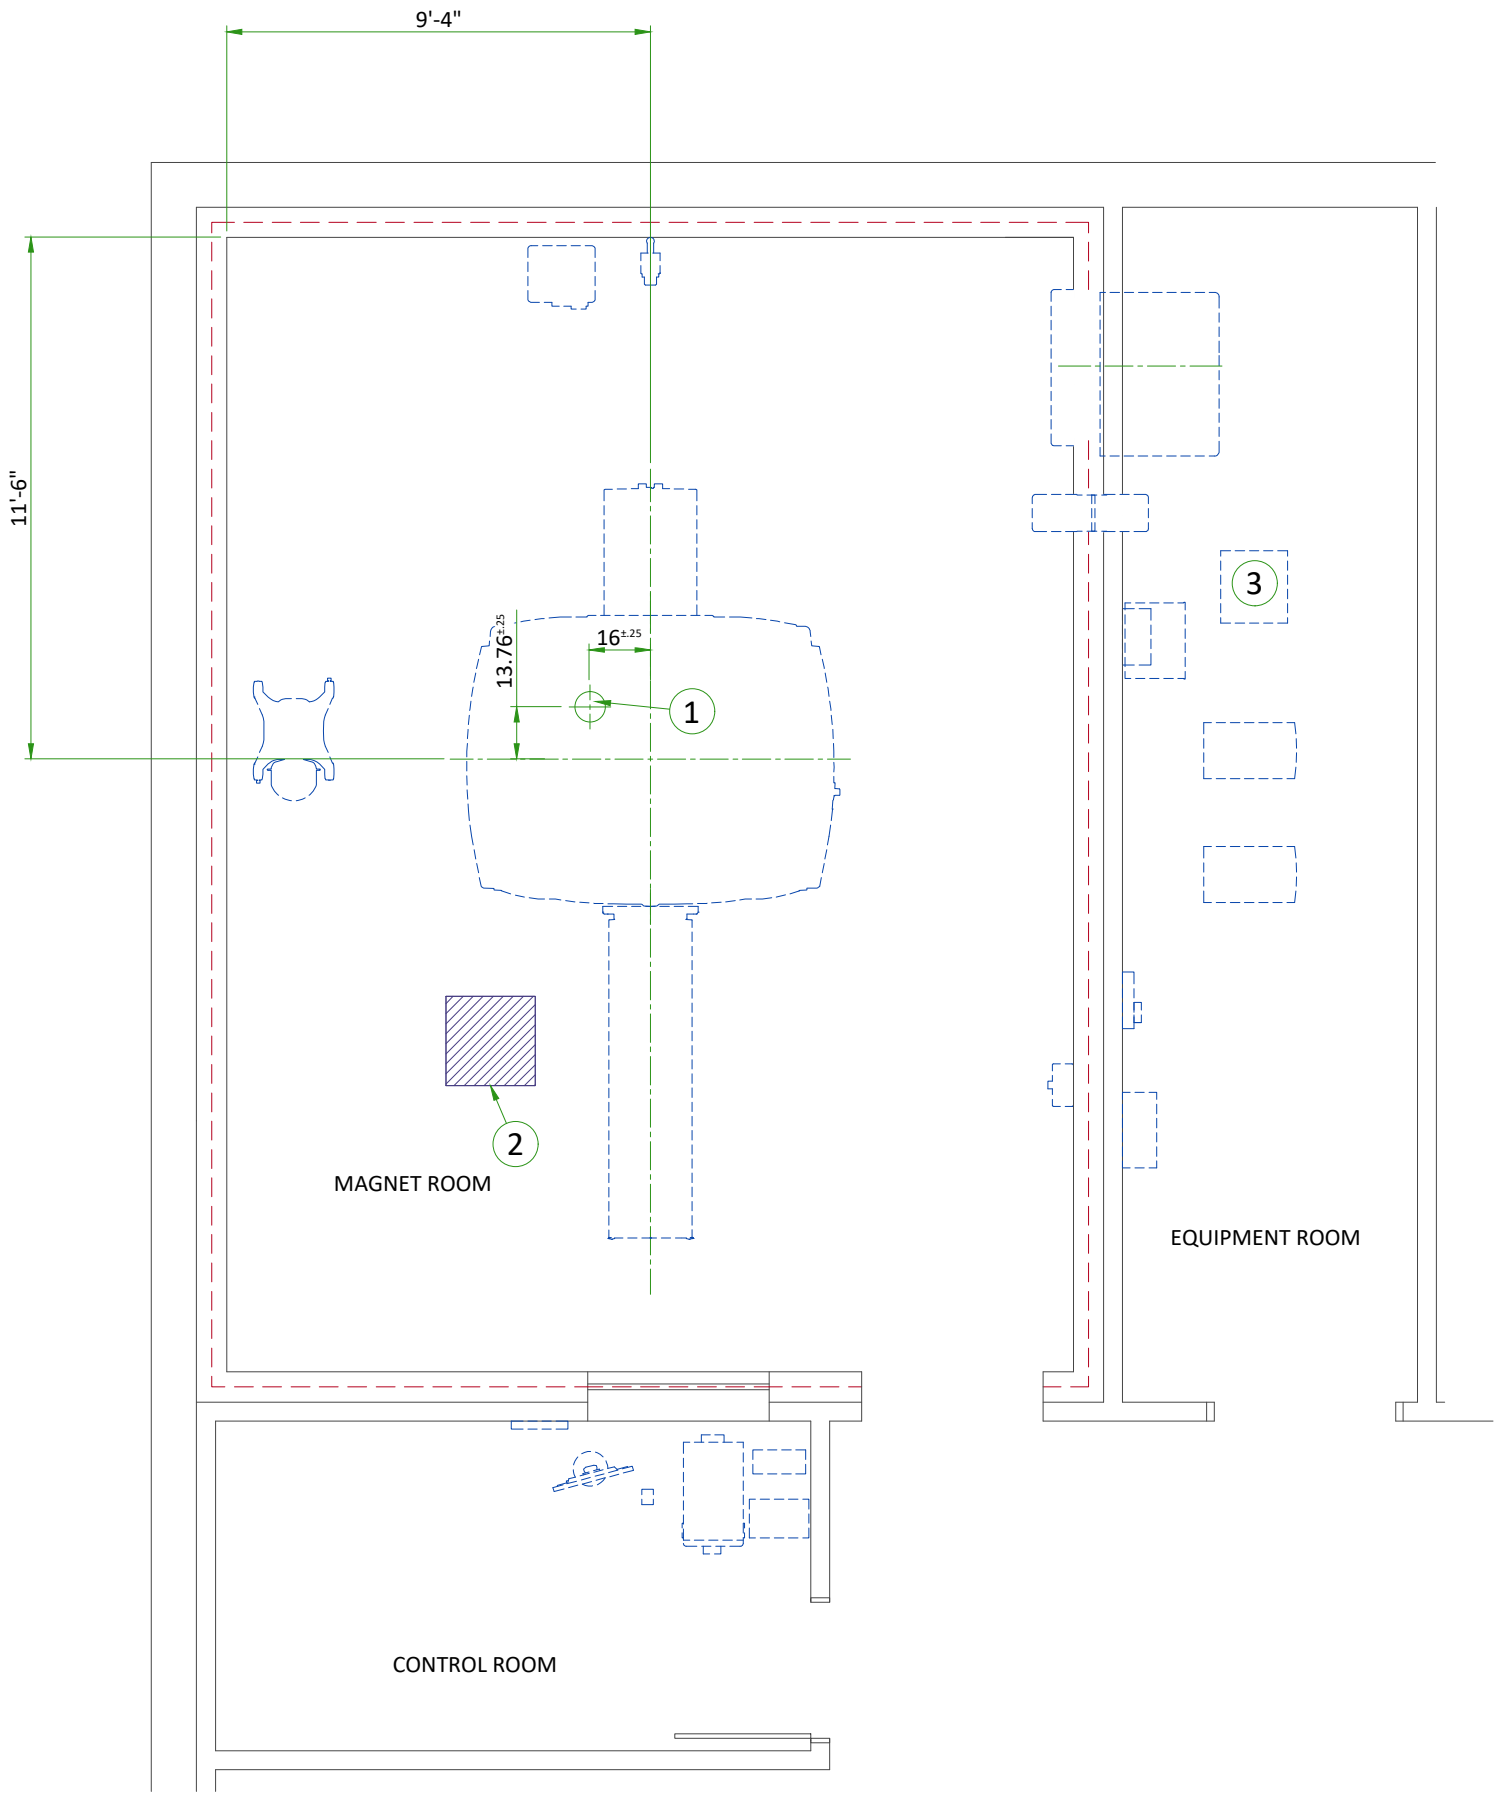 9'-4"
11'-6"
3
13.76±.25
16±.25
1
2
MAGNET ROOM
EQUIPMENT ROOM
CONTROL ROOM